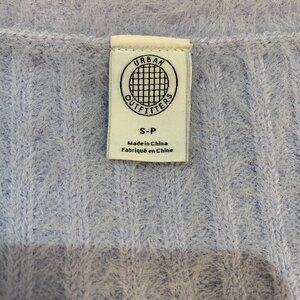 URBAN
OUTFITTERS
S-P
Made in China
Fabriqué en Chine